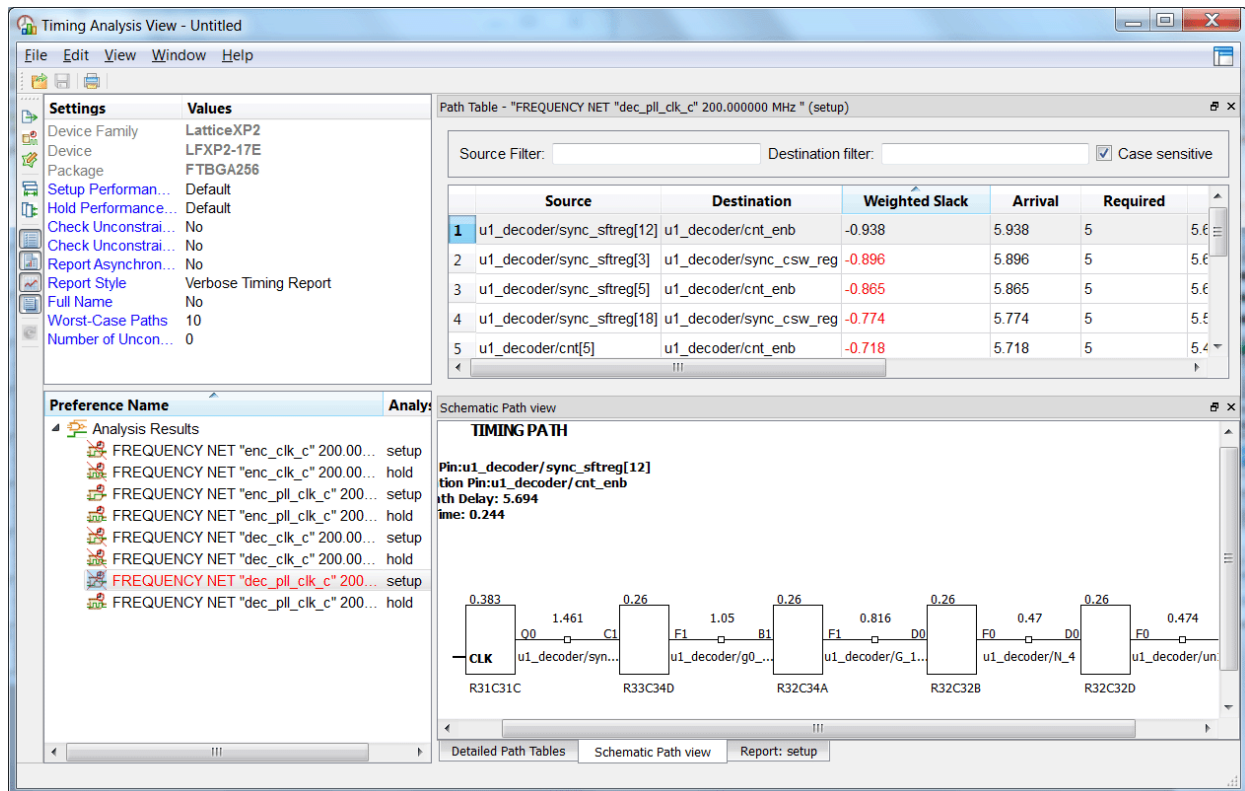 Timing Analysis View - Untitled
File Edit View Window Help
Settings Values
Device Family LatticeXP2
Device LFXP2-17E
Package FTBGA256
Setup Performan... Default
Hold Performance... Default
Check Unconstrai... No
Check Unconstrai... No
Report Asynchron... No
Report Style Verbose Timing Report
Full Name No
Worst-Case Paths 10
Number of Uncon... 0
Preference Name Analy
Analysis Results
FREQUENCY NET "enc_clk_c" 200.00... setup
FREQUENCY NET "enc_clk_c" 200.00... hold
FREQUENCY NET "enc_pll_clk_c" 200... setup
FREQUENCY NET "enc_pll_clk_c" 200... hold
FREQUENCY NET "dec_clk_c" 200.00... setup
FREQUENCY NET "dec_clk_c" 200.00... hold
FREQUENCY NET "dec_pll_clk_c" 200... setup
FREQUENCY NET "dec_pll_clk_c" 200... hold
Path Table - "FREQUENCY NET "dec_pll_clk_c" 200.000000 MHz " (setup)
Source Filter: Destination filter: Case sensitive
Source Destination Weighted Slack Arrival Required
1 u1_decoder/sync_sftreg[12] u1_decoder/cnt_enb -0.938 5.938 5 5.6
2 u1_decoder/sync_sftreg[3] u1_decoder/sync_csw_reg -0.896 5.896 5 5.6
3 u1_decoder/sync_sftreg[5] u1_decoder/cnt_enb -0.865 5.865 5 5.6
4 u1_decoder/sync_sftreg[18] u1_decoder/sync_csw_reg -0.774 5.774 5 5.5
5 u1_decoder/cnt[5] u1_decoder/cnt_enb -0.718 5.718 5 5.4
Schematic Path view
TIMING PATH
Pin:u1_decoder/sync_sftreg[12]
tion Pin:u1_decoder/cnt_enb
th Delay: 5.694
ime: 0.244
0.383 0.26 0.26 0.26 0.26
1.461 1.05 0.816 0.47 0.474
Q0 C1 F1 B1 F1 D0 F0 D0 F0
CLK u1_decoder/syn... u1_decoder/g0_... u1_decoder/G_1... u1_decoder/N_4 u1_decoder/un
R31C31C R33C34D R32C34A R32C32B R32C32D
Detailed Path Tables Schematic Path view Report: setup